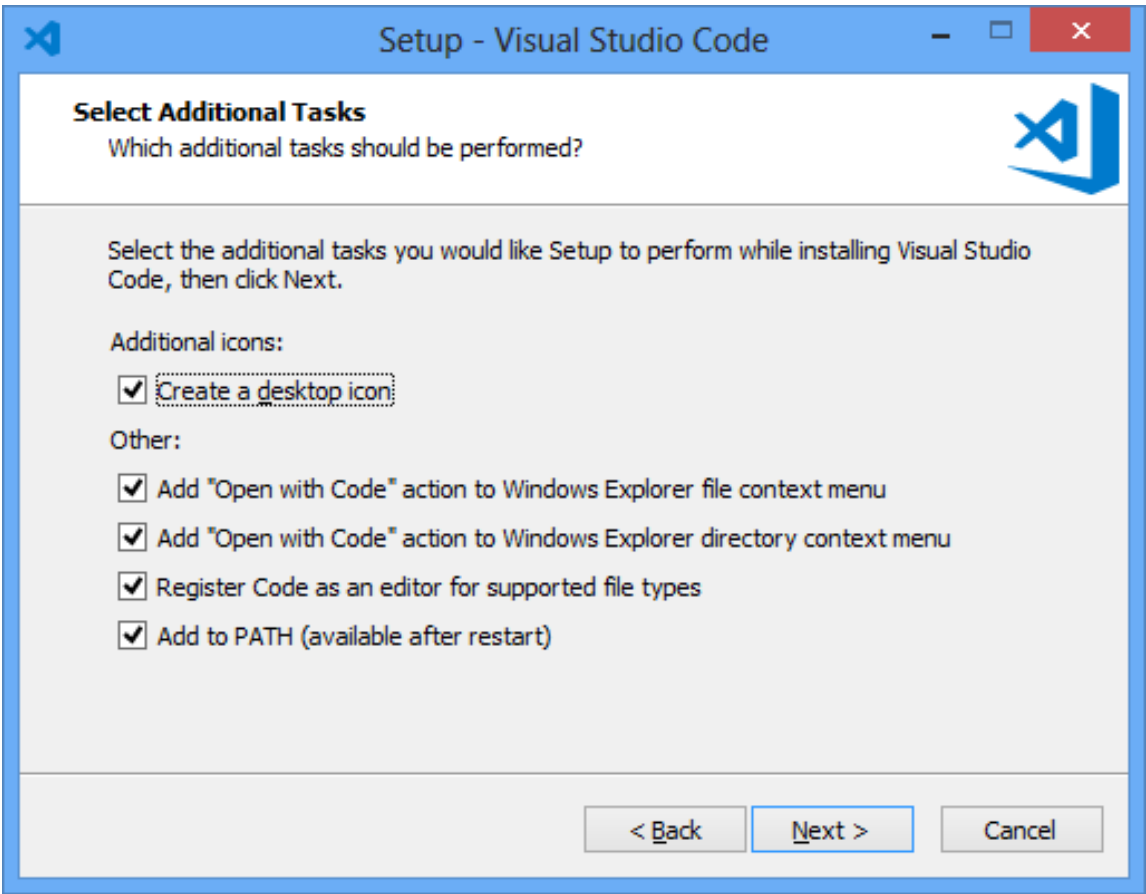 Setup - Visual Studio Code
Select Additional Tasks
Which additional tasks should be performed?
Select the additional tasks you would like Setup to perform while installing Visual Studio
Code, then click Next.
Additional icons:
Create a desktop icon
Other:
Add "Open with Code" action to Windows Explorer file context menu
Add "Open with Code" action to Windows Explorer directory context menu
Register Code as an editor for supported file types
Add to PATH (available after restart)
< Back Next > Cancel